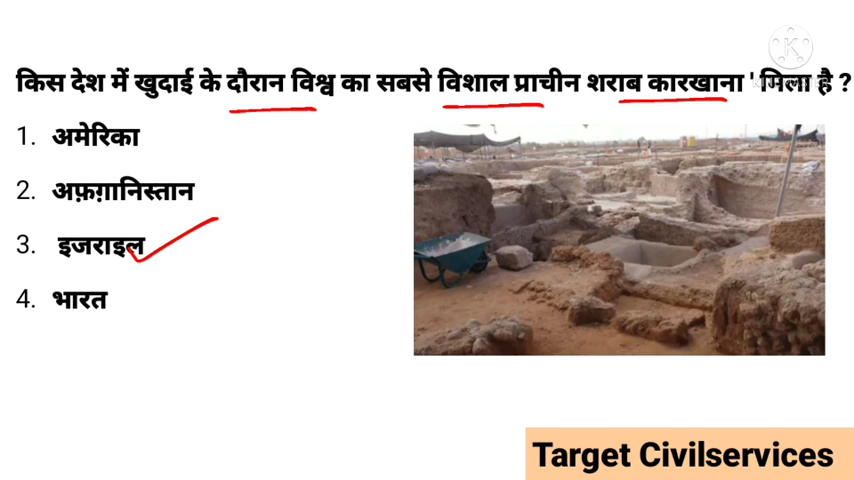 किस देश में खुदाई के दौरान विश्व का सबसे विशाल प्राचीन शराब कारखाना ' मिला है ?
1. अमेरिका
2. अफ़ग़ानिस्तान
3. इजराइल
4. भारत
Target Civilservices